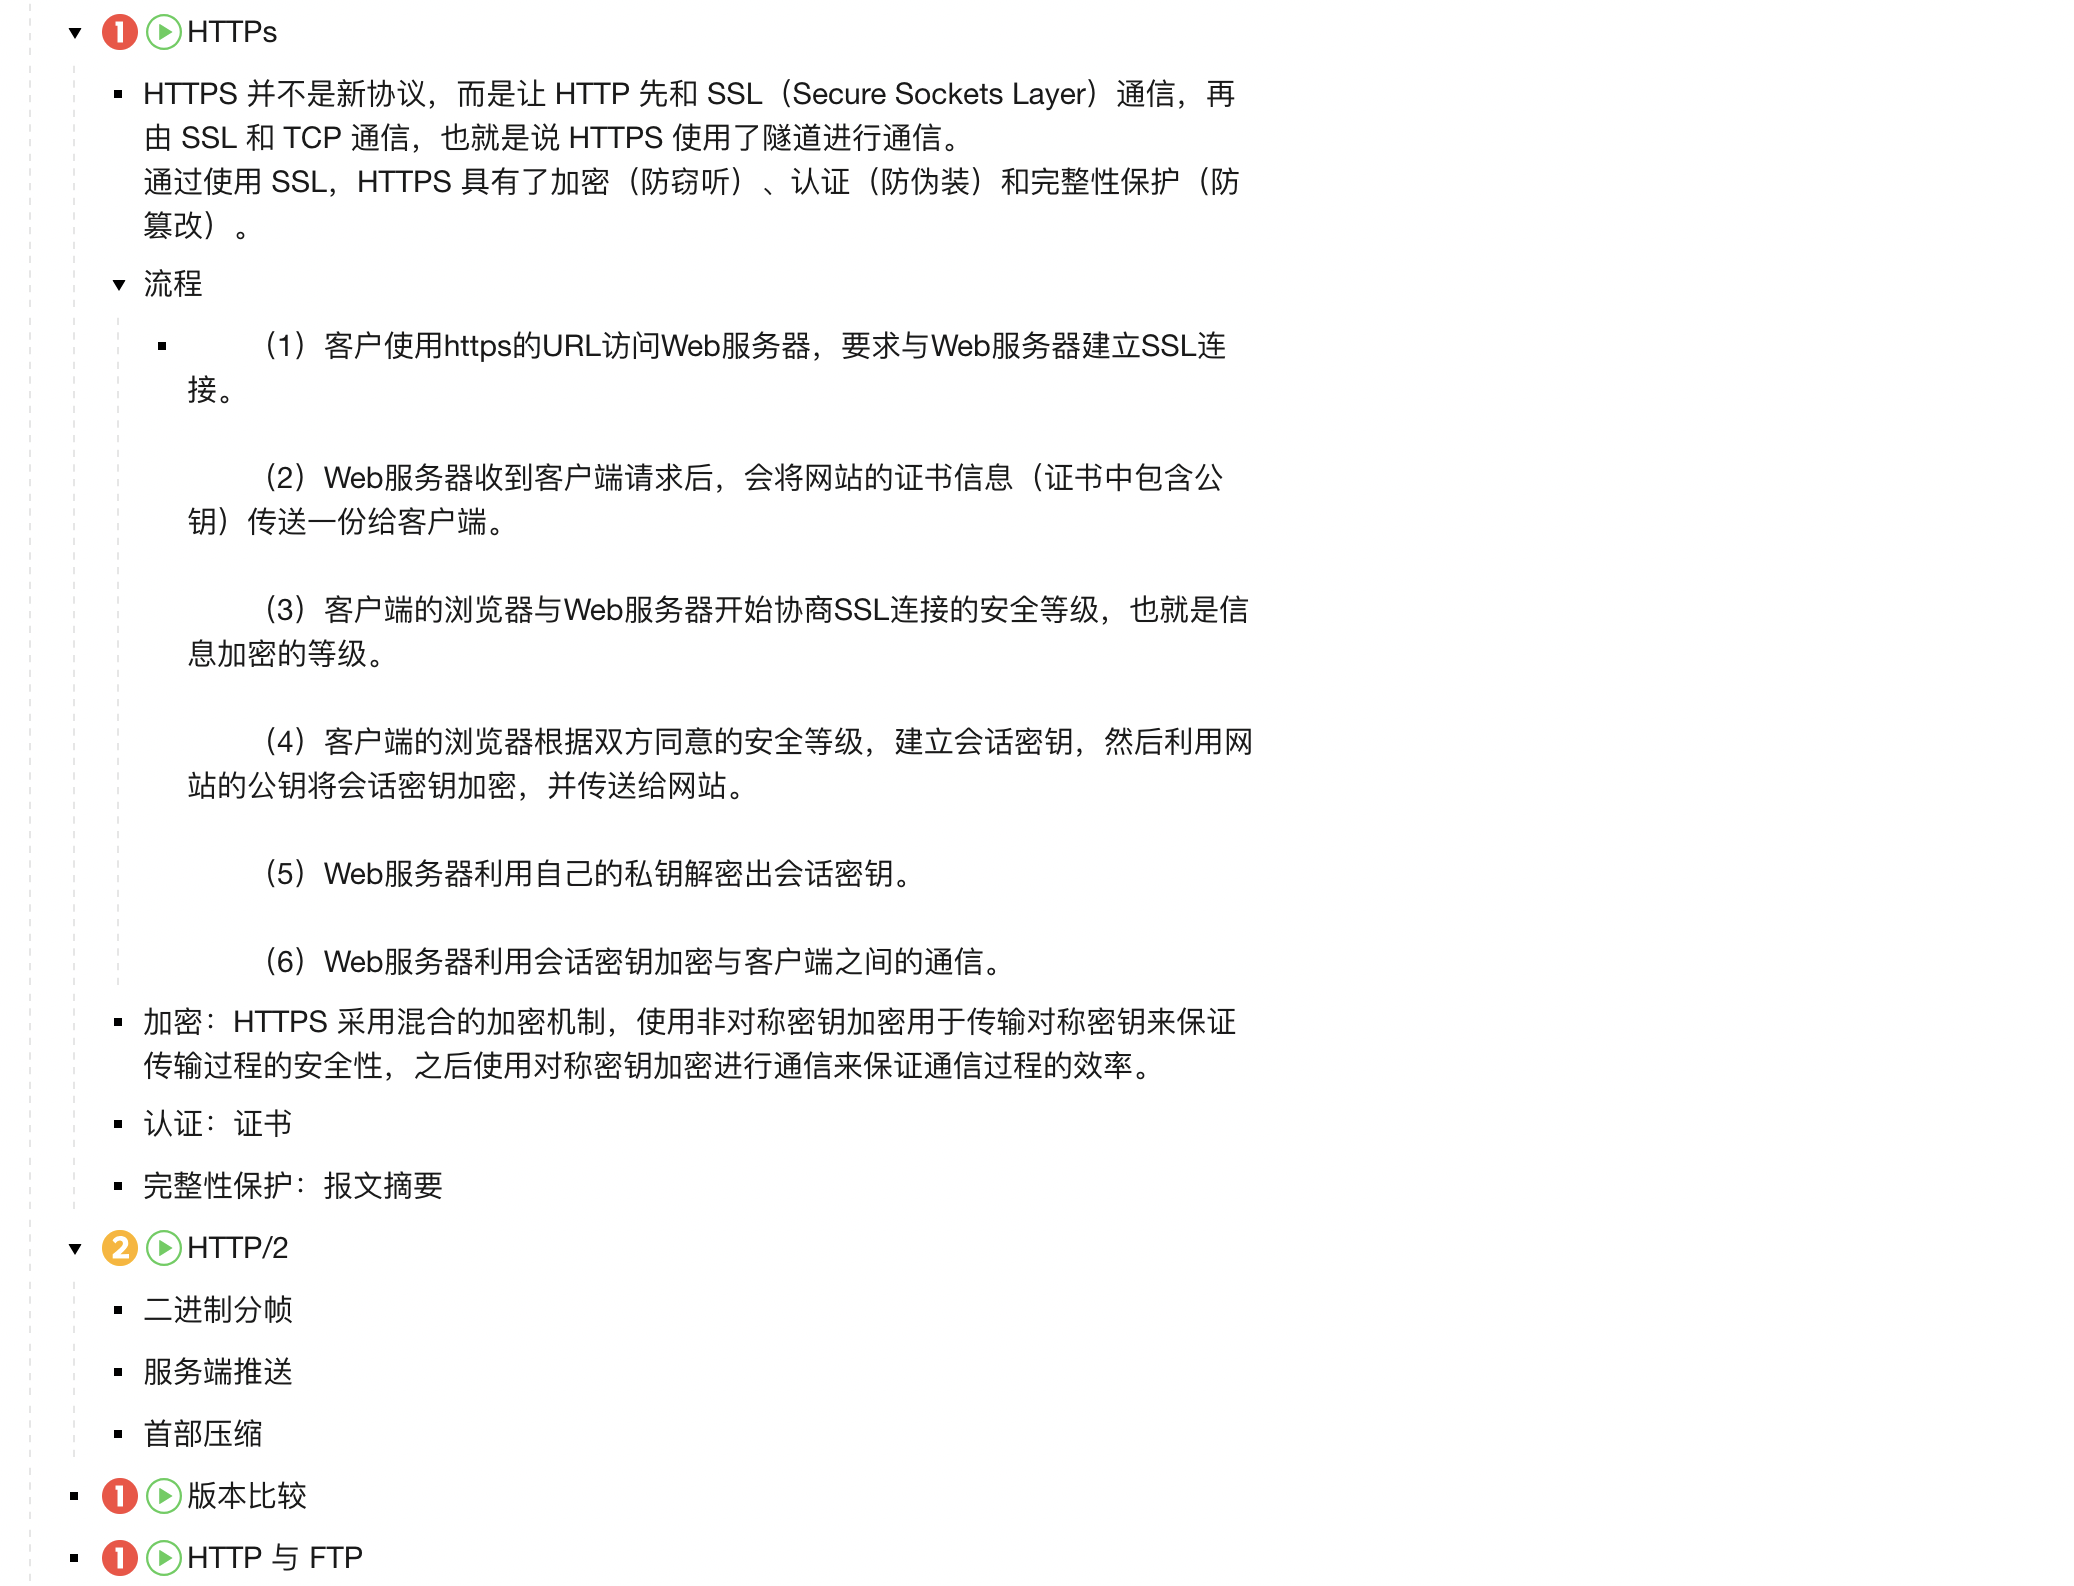 1 HTTPs
HTTPS 并不是新协议，而是让 HTTP 先和 SSL（Secure Sockets Layer）通信，再
由 SSL 和 TCP 通信，也就是说 HTTPS 使用了隧道进行通信。
通过使用 SSL，HTTPS 具有了加密（防窃听）、认证（防伪装）和完整性保护（防
篡改）。
流程
（1）客户使用https的URL访问Web服务器，要求与Web服务器建立SSL连
接。
（2）Web服务器收到客户端请求后，会将网站的证书信息（证书中包含公
钥）传送一份给客户端。
（3）客户端的浏览器与Web服务器开始协商SSL连接的安全等级，也就是信
息加密的等级。
（4）客户端的浏览器根据双方同意的安全等级，建立会话密钥，然后利用网
站的公钥将会话密钥加密，并传送给网站。
（5）Web服务器利用自己的私钥解密出会话密钥。
（6）Web服务器利用会话密钥加密与客户端之间的通信。
加密：HTTPS 采用混合的加密机制，使用非对称密钥加密用于传输对称密钥来保证
传输过程的安全性，之后使用对称密钥加密进行通信来保证通信过程的效率。
认证：证书
完整性保护：报文摘要
2 HTTP/2
二进制分帧
服务端推送
首部压缩
1 版本比较
1 HTTP 与 FTP